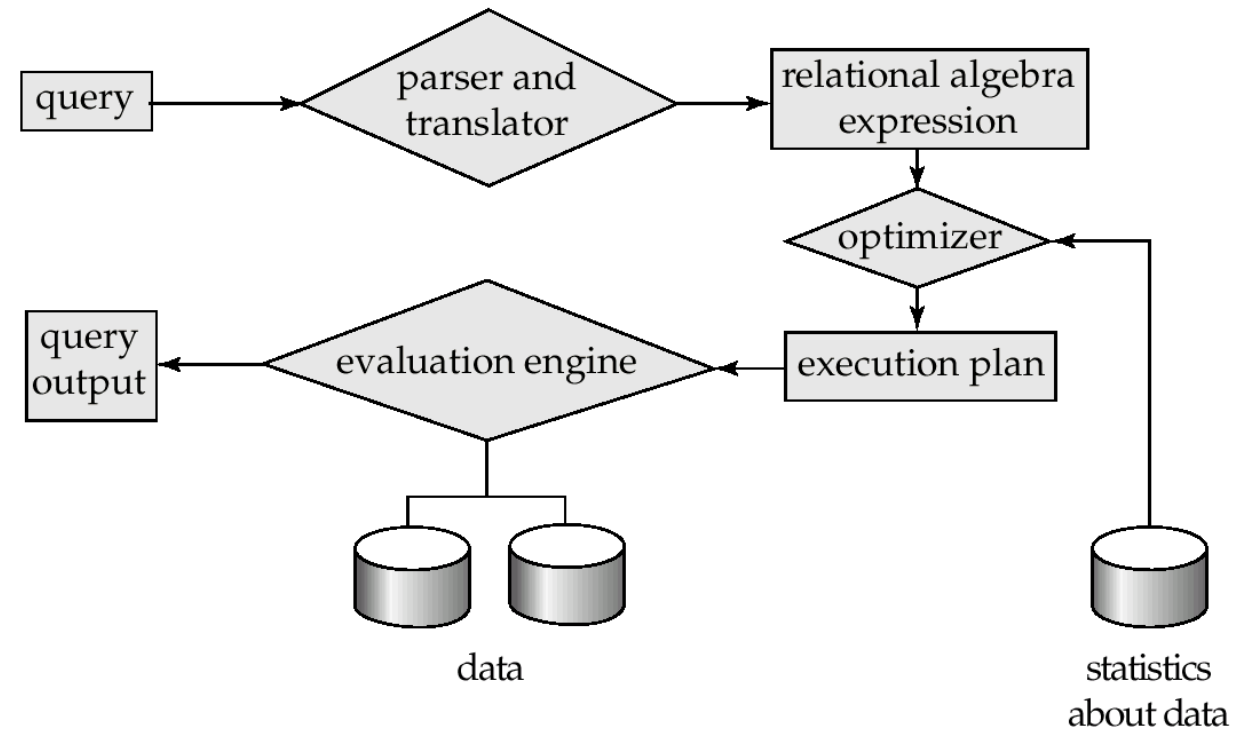 query
parser and
translator
relational algebra
expression
optimizer
query
output
evaluation engine
execution plan
data
statistics
about data